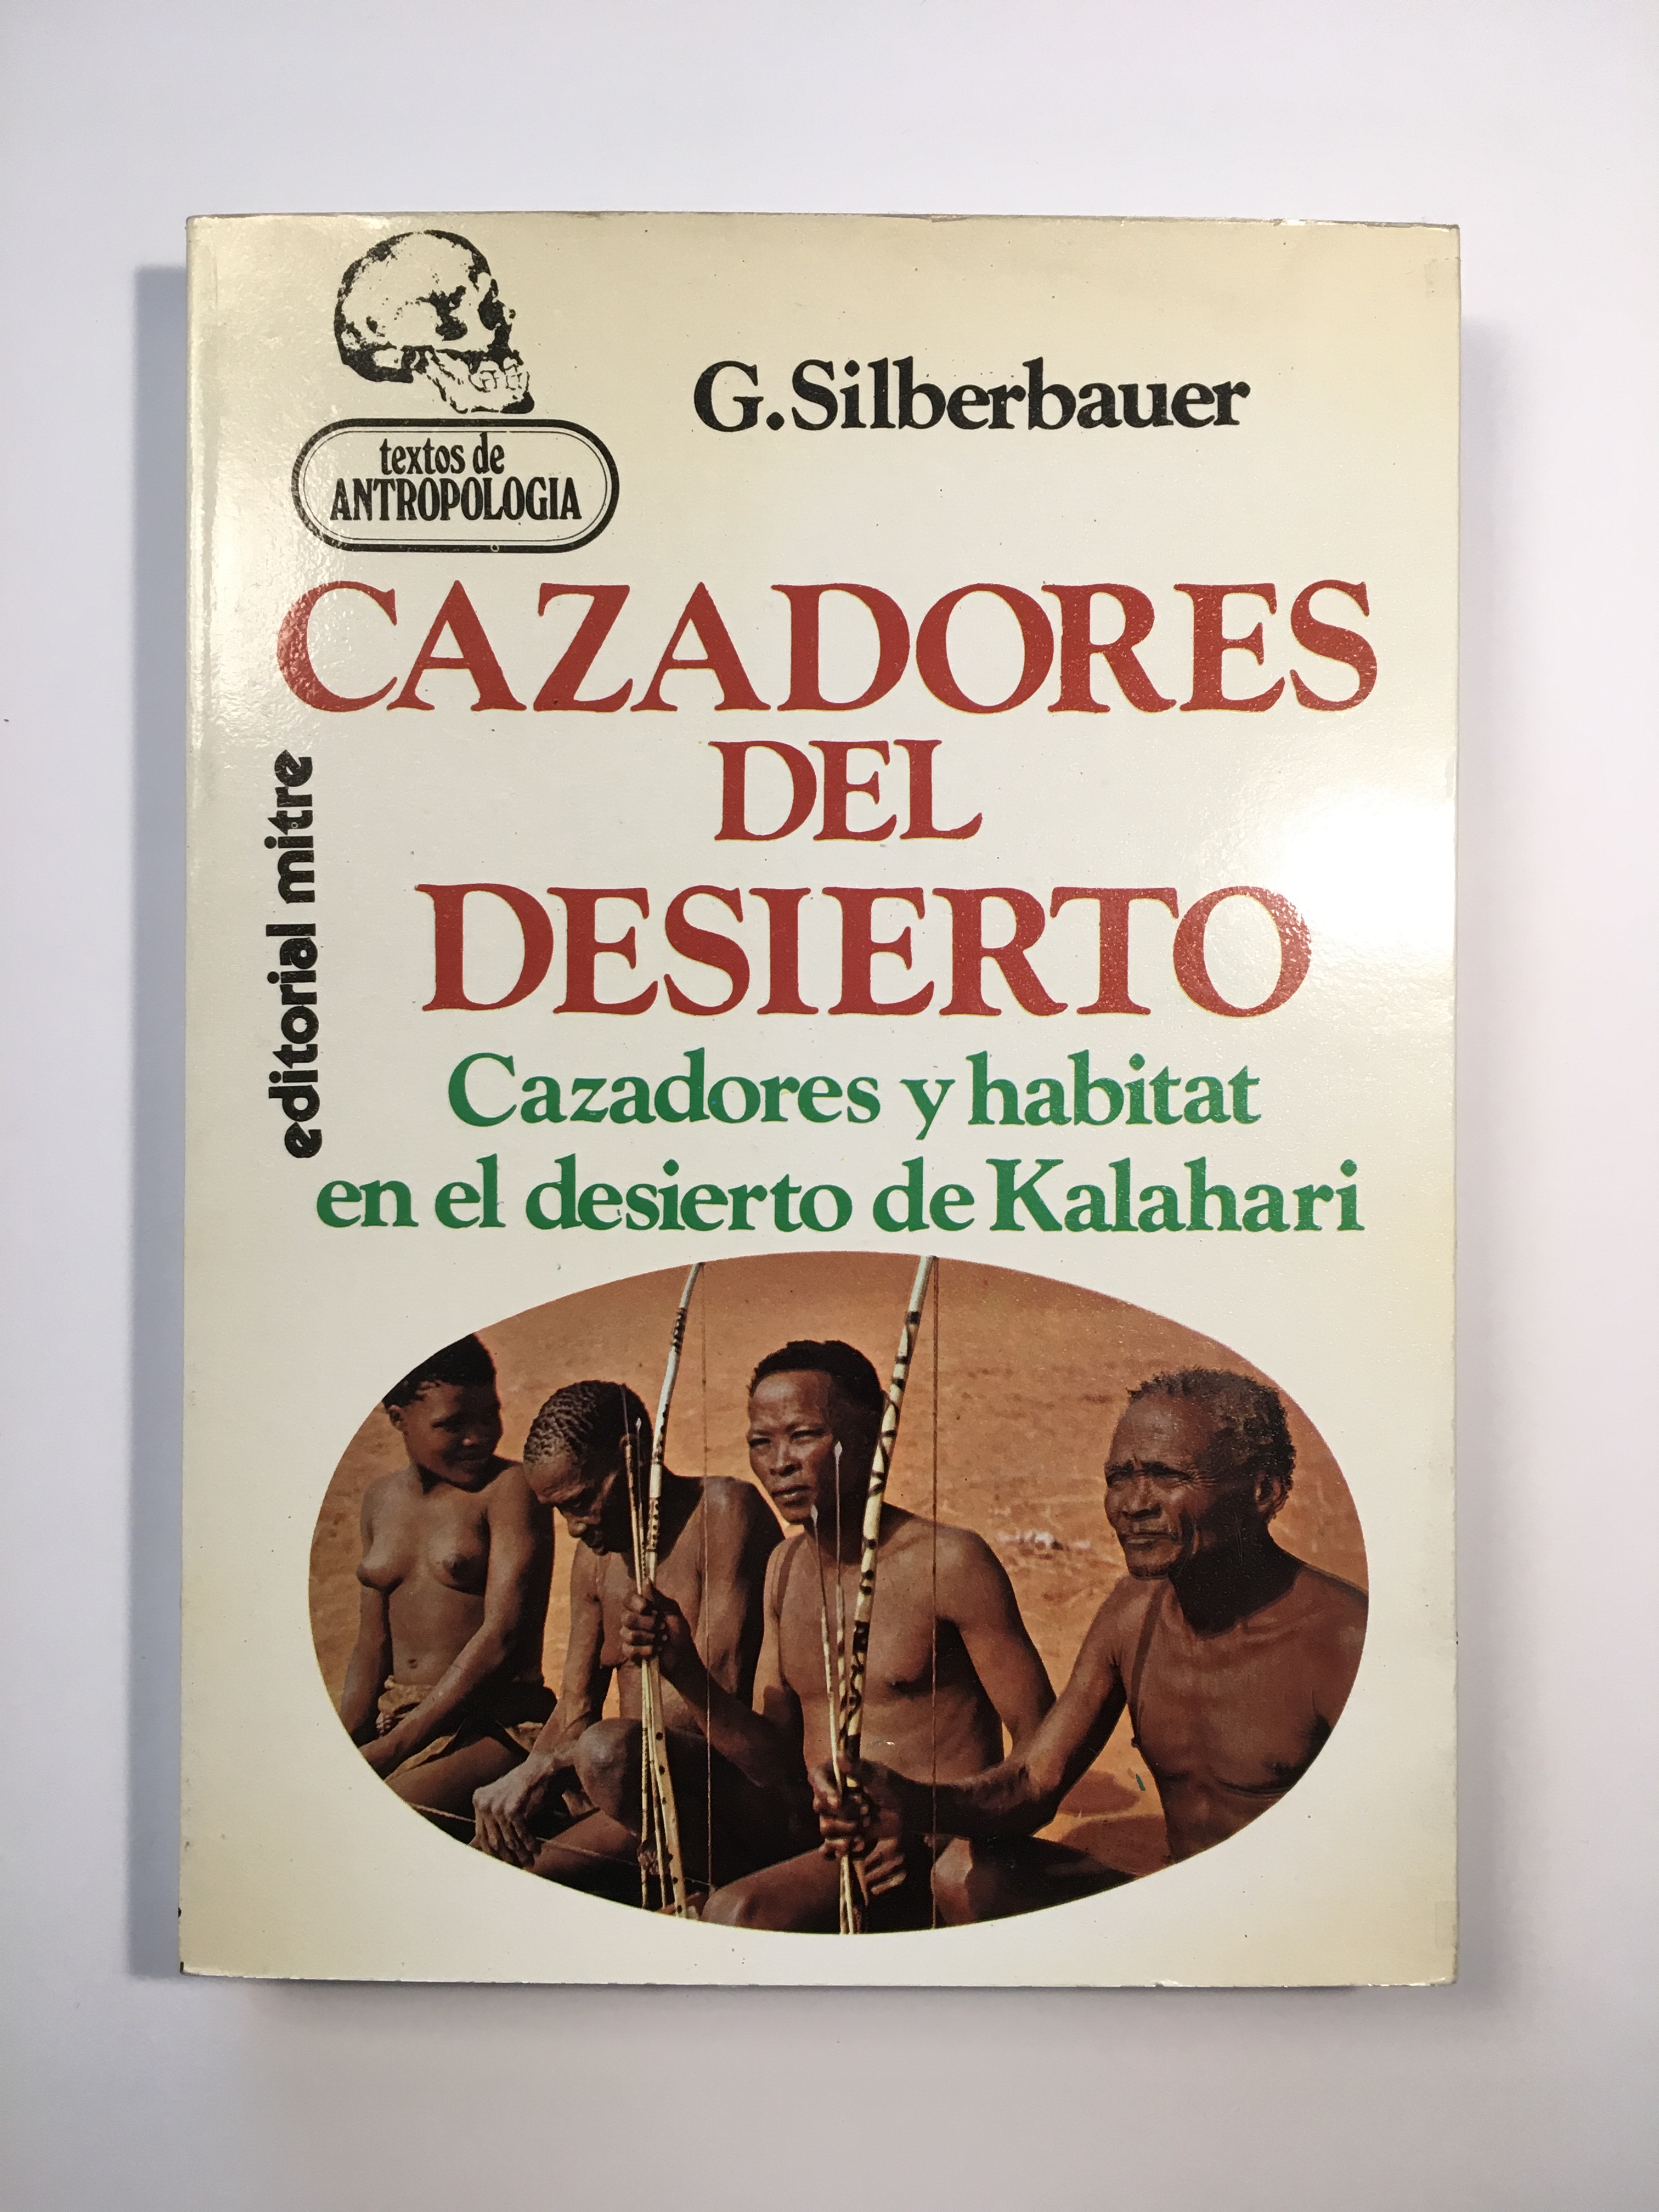 G. Silberbauer
textos de
ANTROPOLOGIA
CAZADORES
DEL
DESIERTO
editorial mitre
Cazadores y habitat
en el desierto de Kalahari